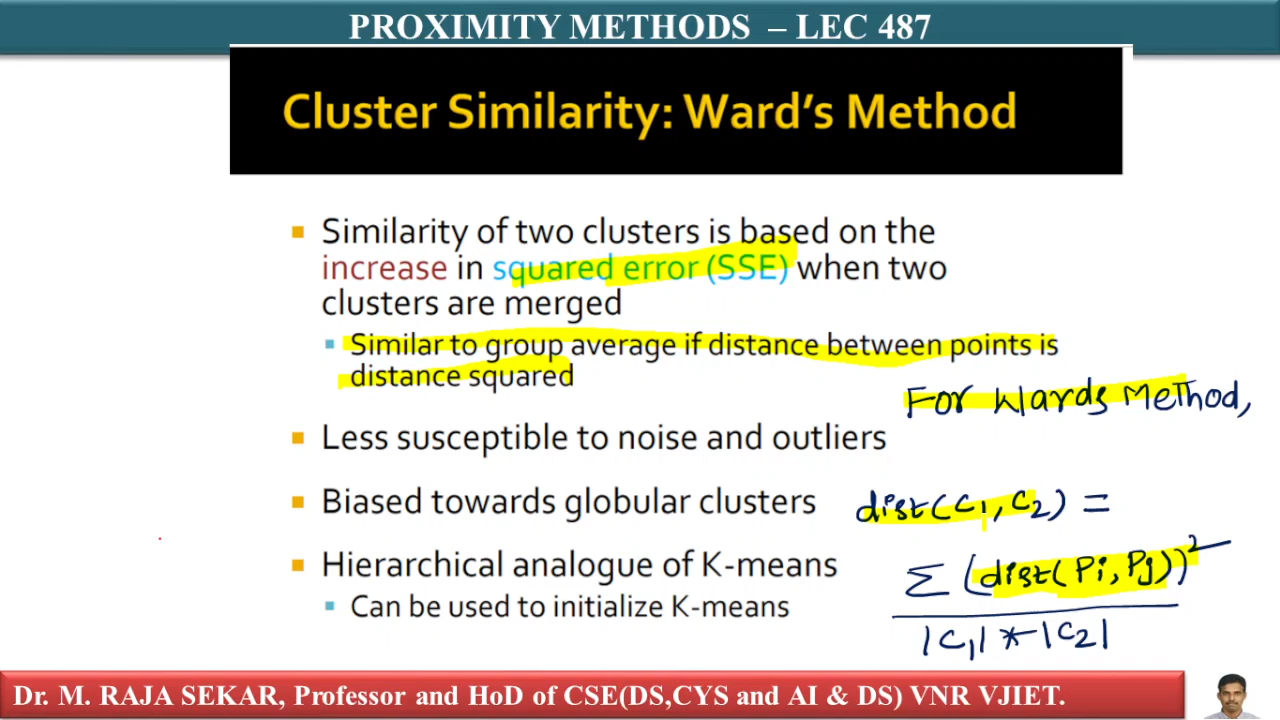 PROXIMITY METHODS – LEC 487
Cluster Similarity: Ward's Method
Similarity of two clusters is based on the
increase in squared error (SSE) when two
clusters are merged
Similar to group average if distance between points is
distance squared
For Wards Method,
Less susceptible to noise and outliers
Biased towards globular clusters
dist(C1, C2) =
Hierarchical analogue of K-means
Can be used to initialize K-means
Σ (dist(Pi, Pj))²
|C1| * |C2|
Dr. M. RAJA SEKAR, Professor and HoD of CSE(DS,CYS and AI & DS) VNR VJIET.